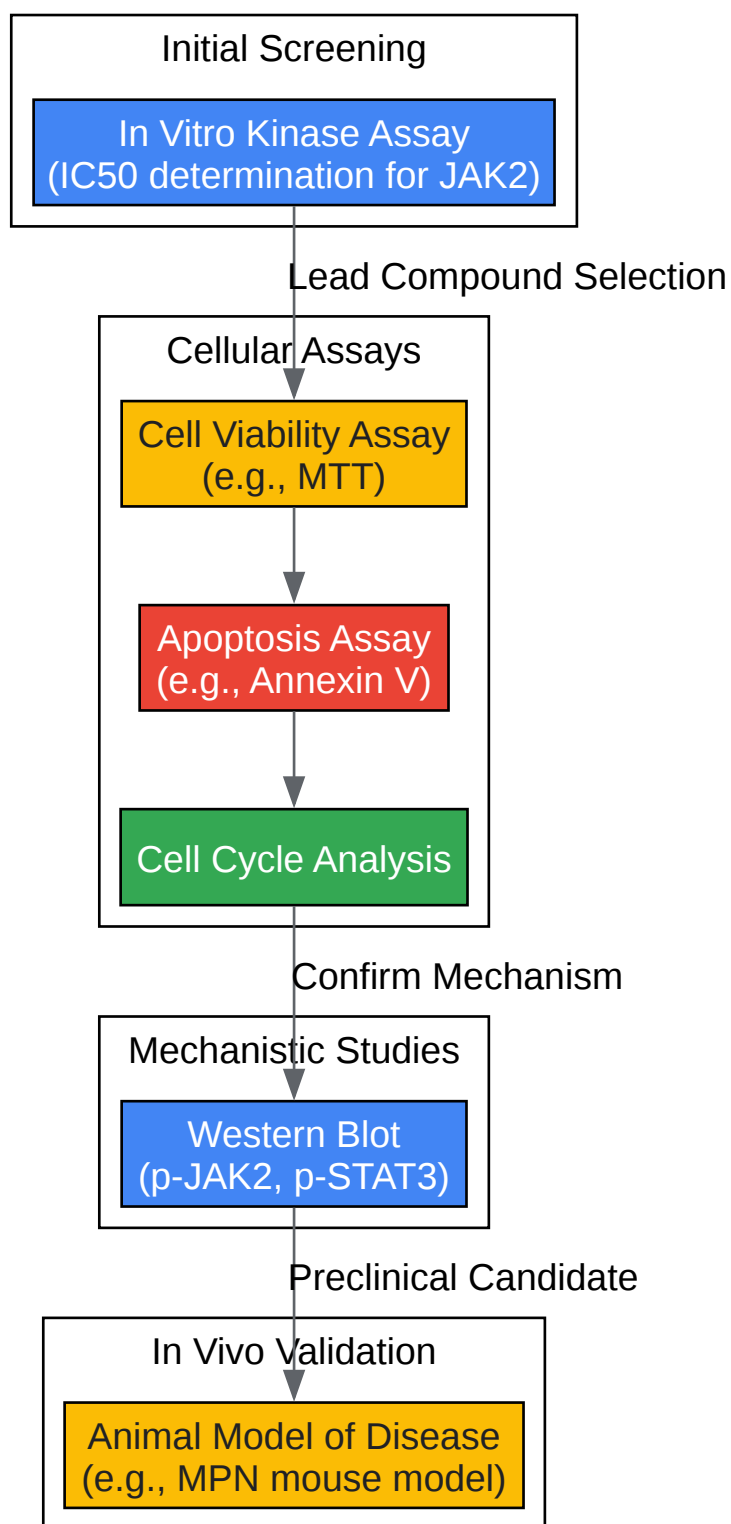 Initial Screening
In Vitro Kinase Assay
(IC50 determination for JAK2)
Lead Compound Selection
Cellular Assays
Cell Viability Assay
(e.g., MTT)
Apoptosis Assay
(e.g., Annexin V)
Cell Cycle Analysis
Confirm Mechanism
Mechanistic Studies
Western Blot
(p-JAK2, p-STAT3)
Preclinical Candidate
In Vivo Validation
Animal Model of Disease
(e.g., MPN mouse model)